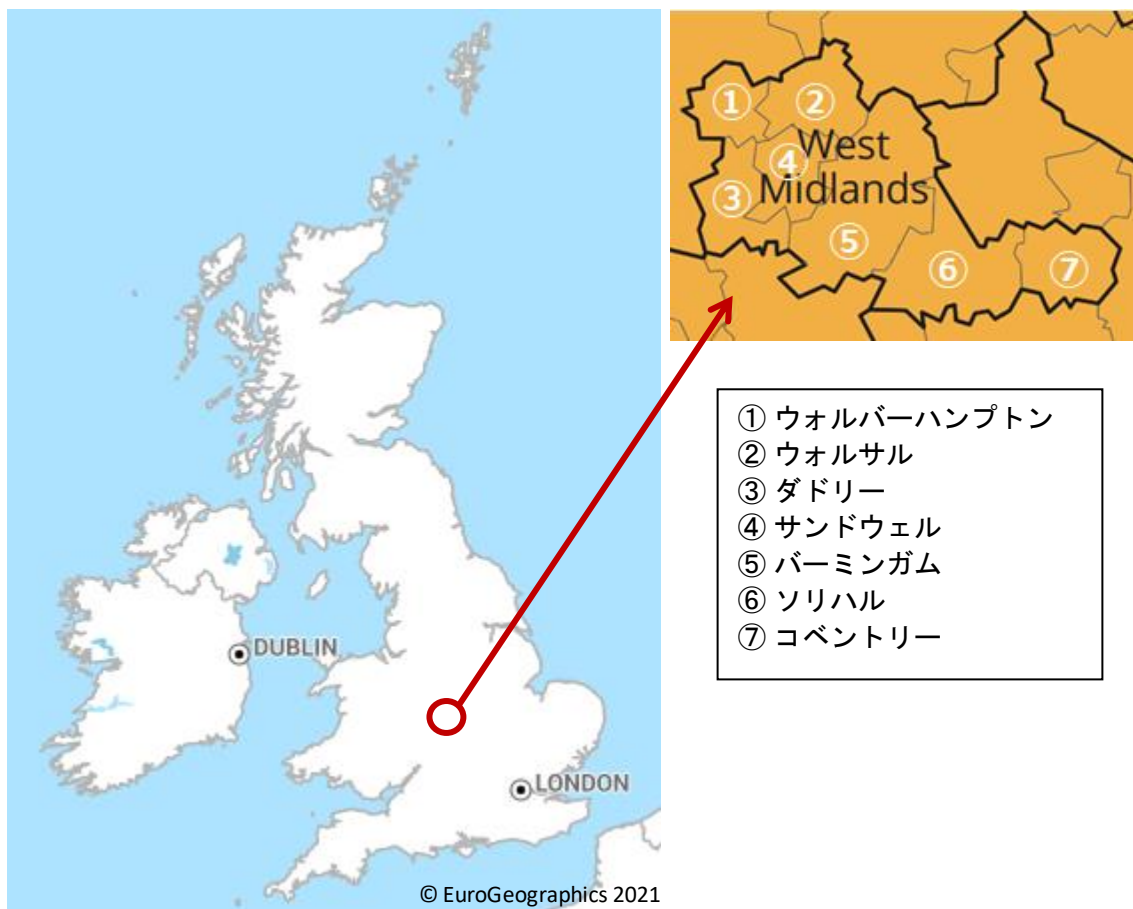 DUBLIN
LONDON
© EuroGeographics 2021
①
②
West
④
Midlands
③
⑤
⑥
⑦
① ウォルバーハンプトン
② ウォルサル
③ ダドリー
④ サンドウェル
⑤ バーミンガム
⑥ ソリハル
⑦ コベントリー